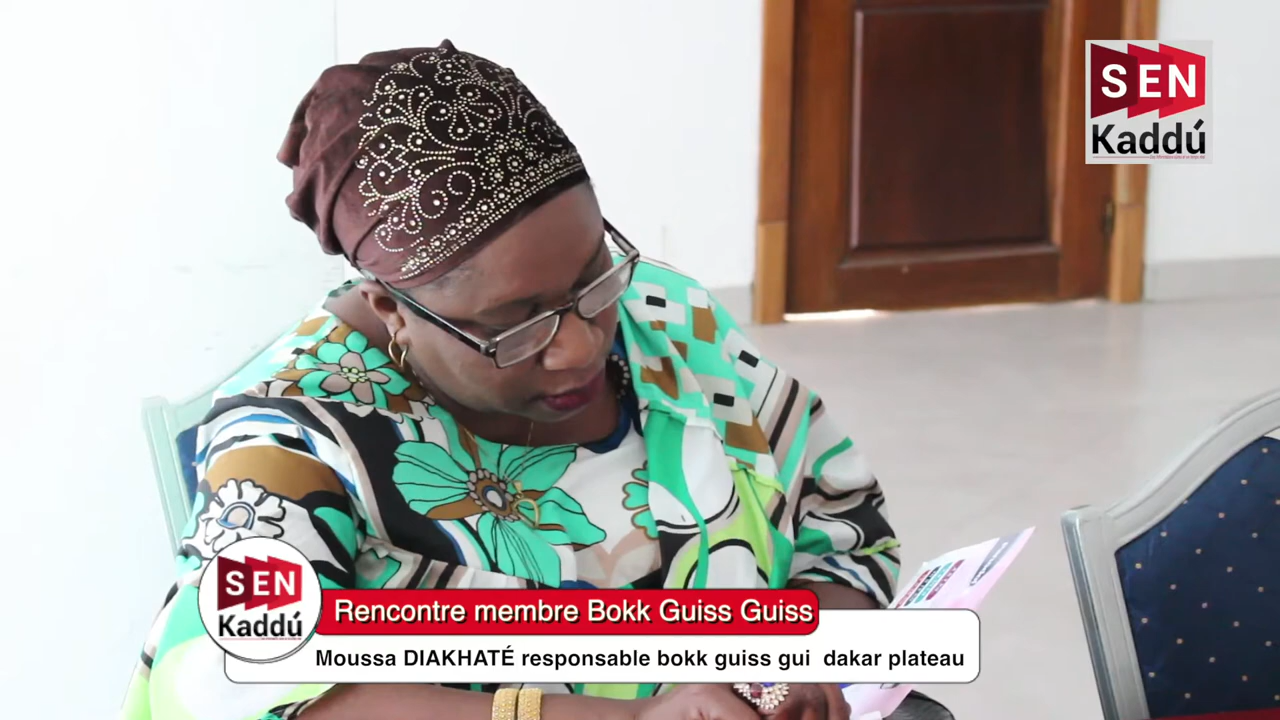 SEN
Kaddú
SEN
Kaddú
Rencontre membre Bokk Guiss Guiss
Moussa DIAKHATÉ responsable bokk guiss gui dakar plateau